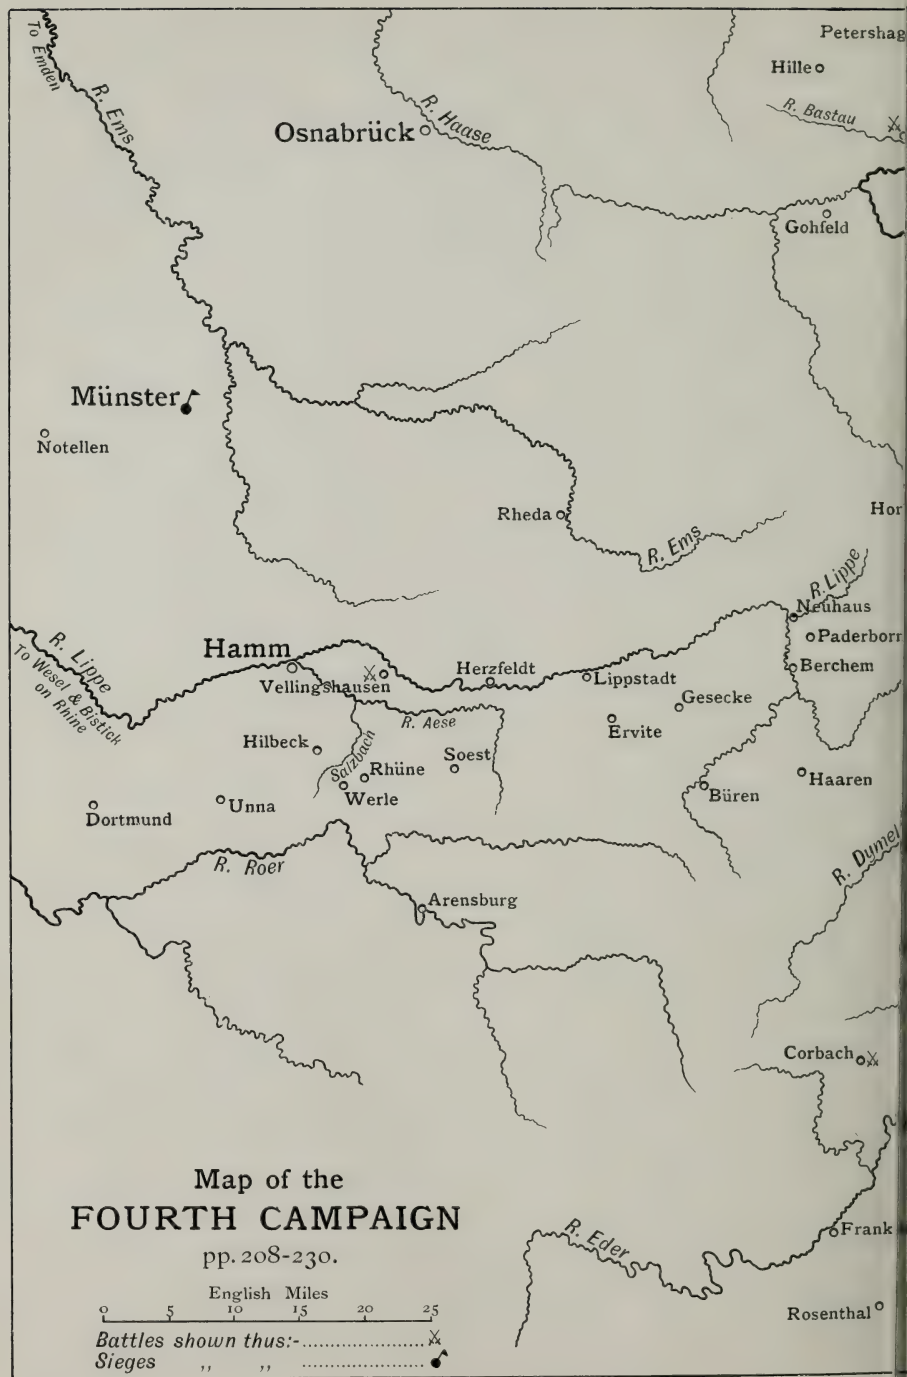 To Emden
R. Ems
Petershag
Hille
R. Haase
Osnabrück
R. Bastau
Gohfeld
Münster
Notellen
Rheda
Hor
R. Ems
R. Lippe
Neuhaus
Paderborn
R. Lippe
To Wesel & Bistick
on Rhine
Hamm
Vellingshausen
Herzfeldt
Lippstadt
Berchem
Gesecke
R. Aese
Ervite
Hilbeck
Salzbach
Soest
Rhüne
Haaren
Werle
Büren
Dortmund
Unna
R. Roer
R. Dymel
Arensburg
Corbach
Map of the
FOURTH CAMPAIGN
pp. 208-230.
English Miles
0 5 10 15 20 25
Battles shown thus:-
Sieges ,, ,,
R. Eder
Frank
Rosenthal